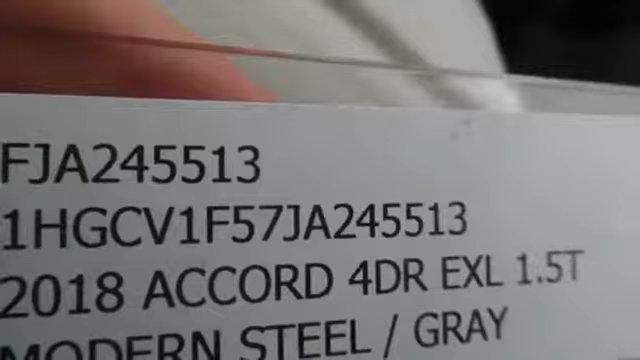 FJA245513
1HGCV1F57JA245513
2018 ACCORD 4DR EXL 1.5T
MODERN STEEL / GRAY